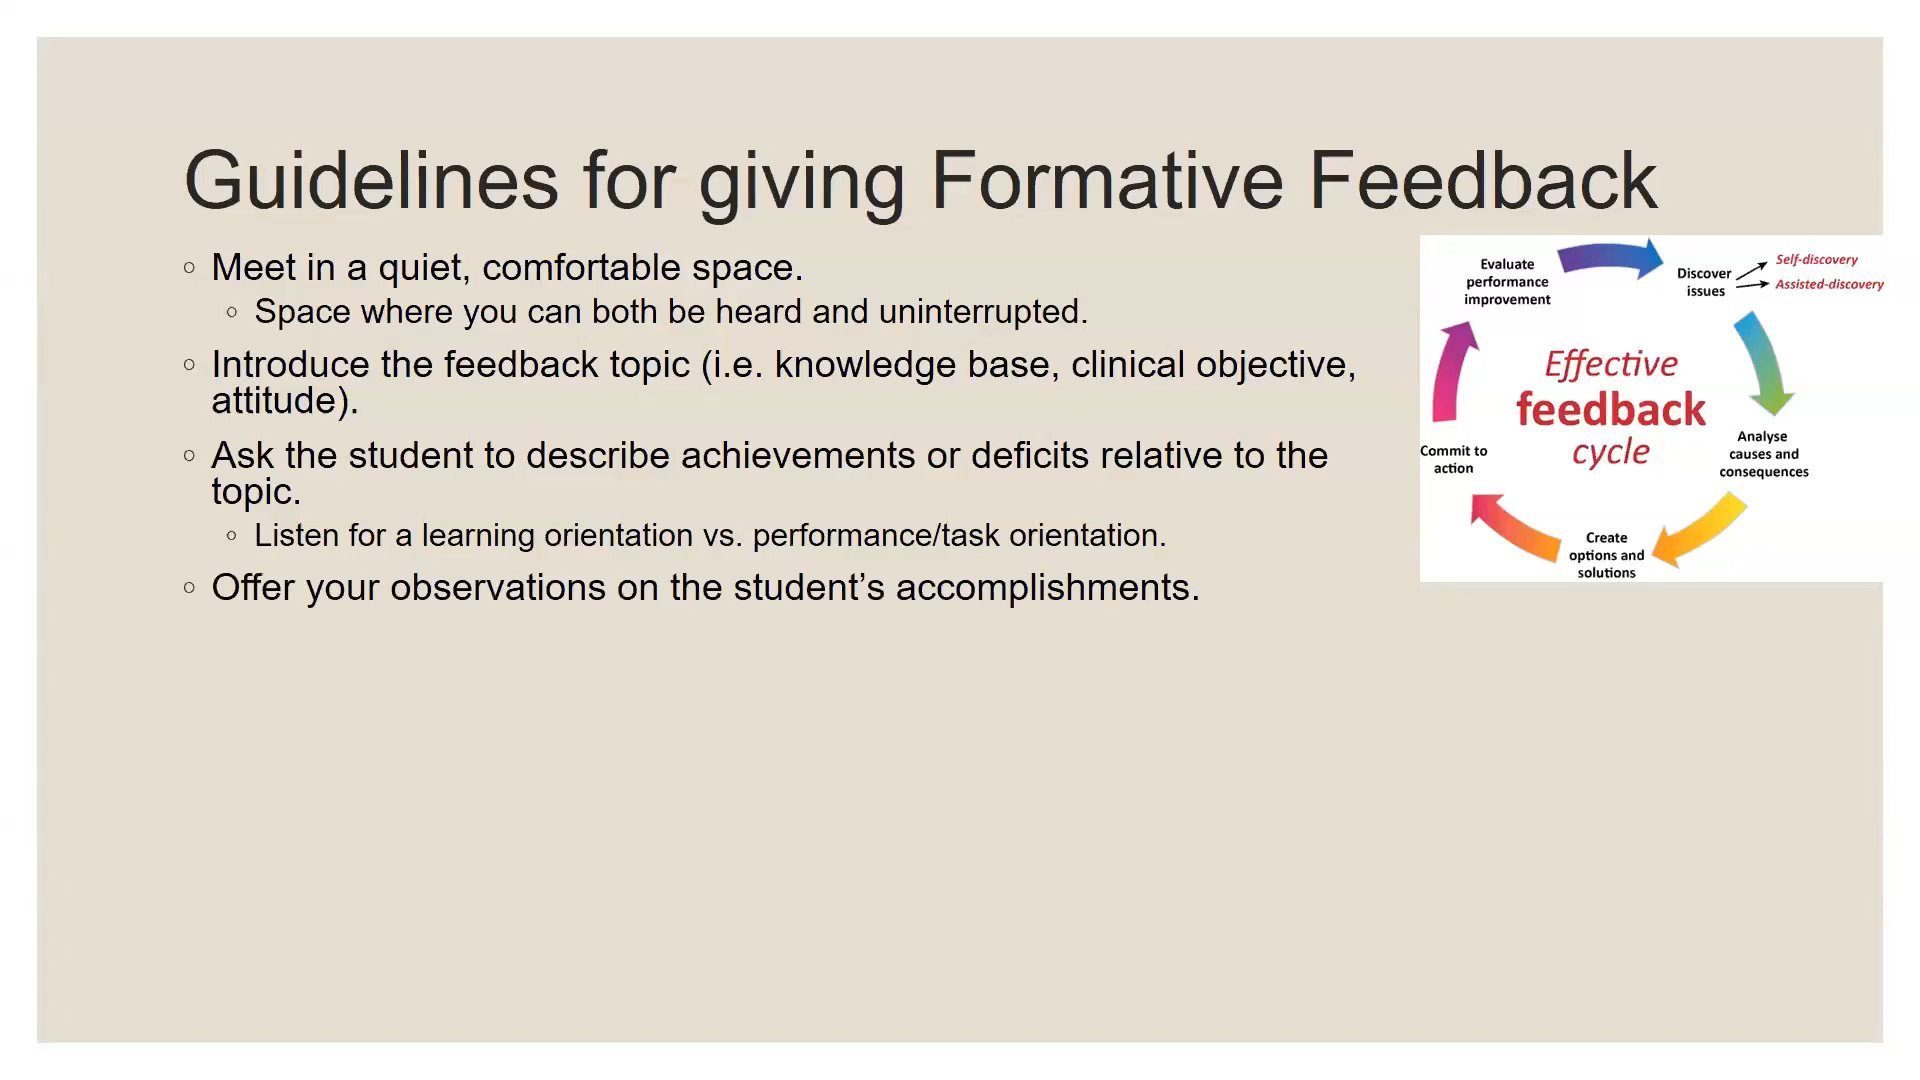 Guidelines for giving Formative Feedback
◦ Meet in a quiet, comfortable space.
◦ Space where you can both be heard and uninterrupted.
◦ Introduce the feedback topic (i.e. knowledge base, clinical objective,
attitude).
◦ Ask the student to describe achievements or deficits relative to the
topic.
◦ Listen for a learning orientation vs. performance/task orientation.
◦ Offer your observations on the student’s accomplishments.
Evaluate
performance
improvement
Discover
issues
Self-discovery
Assisted-discovery
Effective
feedback
cycle
Analyse
causes and
consequences
Create
options and
solutions
Commit to
action